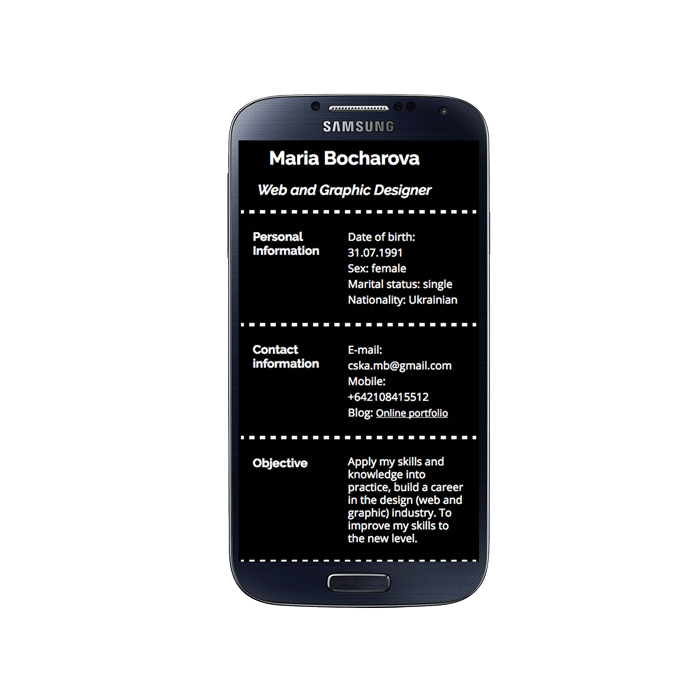 SAMSUNG
Maria Bocharova
Web and Graphic Designer
Personal
Information
Date of birth:
31.07.1991
Sex: female
Marital status: single
Nationality: Ukrainian
Contact
information
E-mail:
cska.mb@gmail.com
Mobile:
+642108415512
Blog: Online portfolio
Objective
Apply my skills and
knowledge into
practice, build a career
in the design (web and
graphic) industry. To
improve my skills to
the new level.